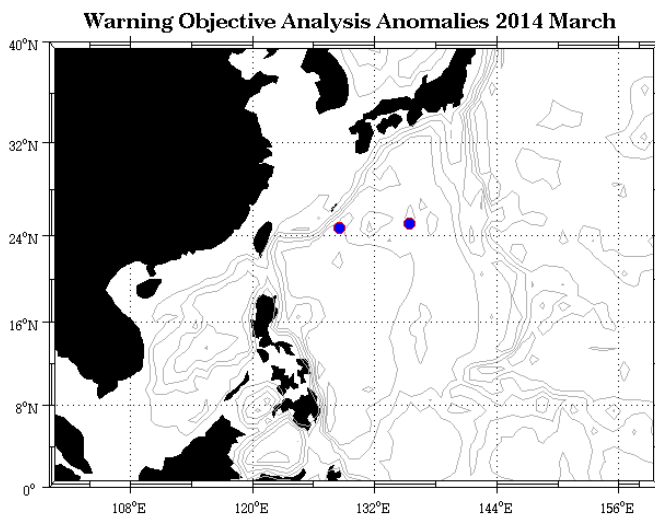 Warning Objective Analysis Anomalies 2014 March
40°N
32°N
24°N
16°N
8°N
0°
108°E 120°E 132°E 144°E 156°E